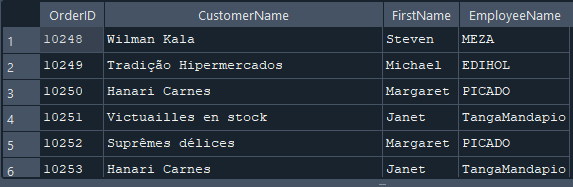 OrderID CustomerName FirstName EmployeeName
1 10248 Wilman Kala Steven MEZA
2 10249 Tradição Hipermercados Michael EDIHOL
3 10250 Hanari Carnes Margaret PICADO
4 10251 Victuailles en stock Janet TangaMandapio
5 10252 Suprêmes délices Margaret PICADO
6 10253 Hanari Carnes Janet TangaMandapio